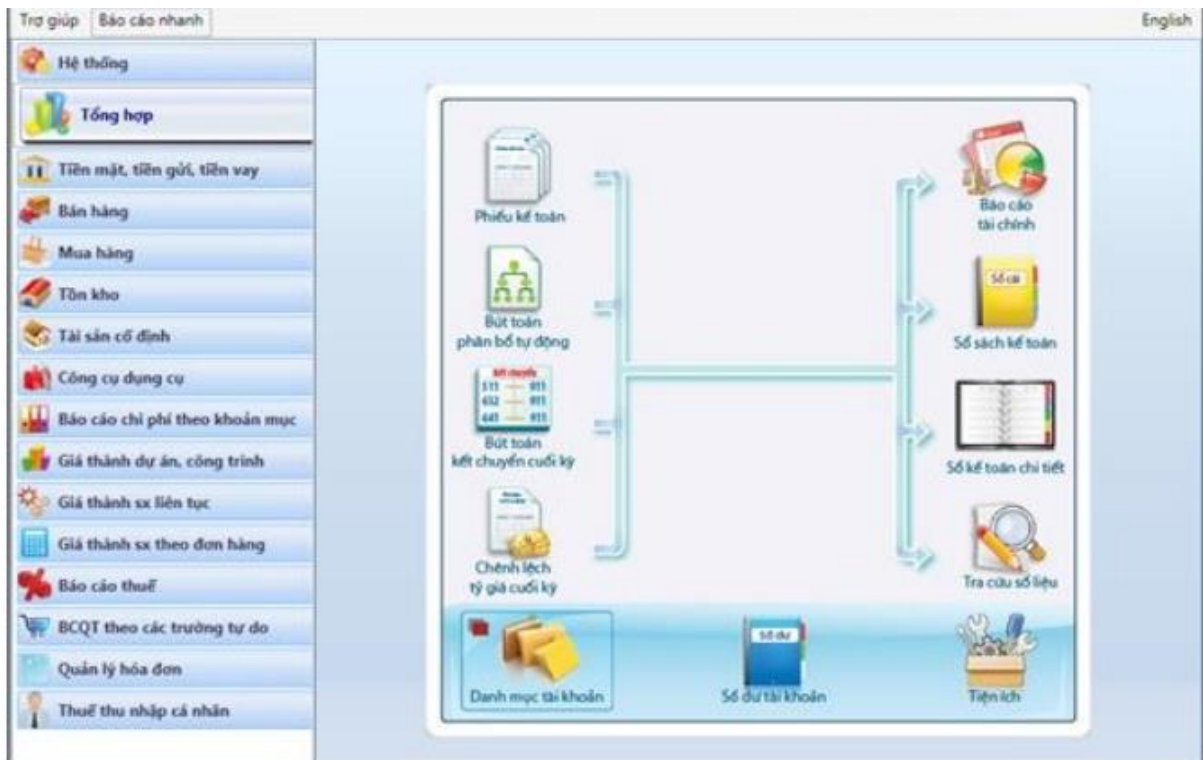 Trợ giúp
Báo cáo nhanh
English
Hệ thống
Tổng hợp
Tiền mặt, tiền gửi, tiền vay
Bán hàng
Mua hàng
Tồn kho
Tài sản cố định
Công cụ dụng cụ
Báo cáo chi phí theo khoản mục
Giá thành dự án, công trình
Giá thành sx liên tục
Giá thành sx theo đơn hàng
Báo cáo thuế
BCQT theo các trường tự do
Quản lý hóa đơn
Thuế thu nhập cá nhân
Phiếu kế toán
Bút toán
phân bổ tự động
Kết chuyển
511 911
632 911
641 911
Bút toán
kết chuyển cuối kỳ
Chênh lệch
tỷ giá cuối kỳ
Báo cáo
tài chính
Sổ cái
Sổ sách kế toán
Sổ kế toán chi tiết
Tra cứu số liệu
Danh mục tài khoản
Số dư
Số dư tài khoản
Tiện ích